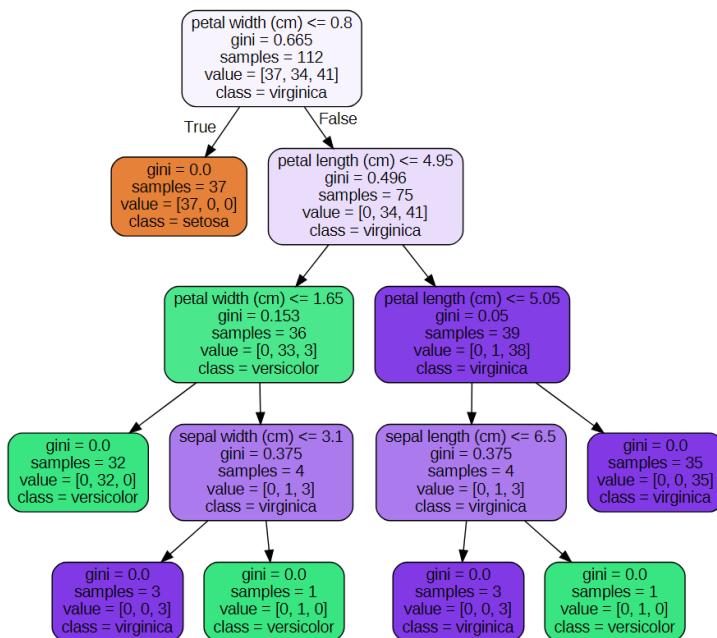 petal width (cm) <= 0.8
gini = 0.665
samples = 112
value = [37, 34, 41]
class = virginica
True
False
gini = 0.0
samples = 37
value = [37, 0, 0]
class = setosa
petal length (cm) <= 4.95
gini = 0.496
samples = 75
value = [0, 34, 41]
class = virginica
petal width (cm) <= 1.65
gini = 0.153
samples = 36
value = [0, 33, 3]
class = versicolor
petal length (cm) <= 5.05
gini = 0.05
samples = 39
value = [0, 1, 38]
class = virginica
gini = 0.0
samples = 32
value = [0, 32, 0]
class = versicolor
sepal width (cm) <= 3.1
gini = 0.375
samples = 4
value = [0, 1, 3]
class = virginica
sepal length (cm) <= 6.5
gini = 0.375
samples = 4
value = [0, 1, 3]
class = virginica
gini = 0.0
samples = 35
value = [0, 0, 35]
class = virginica
gini = 0.0
samples = 3
value = [0, 0, 3]
class = virginica
gini = 0.0
samples = 1
value = [0, 1, 0]
class = versicolor
gini = 0.0
samples = 3
value = [0, 0, 3]
class = virginica
gini = 0.0
samples = 1
value = [0, 1, 0]
class = versicolor